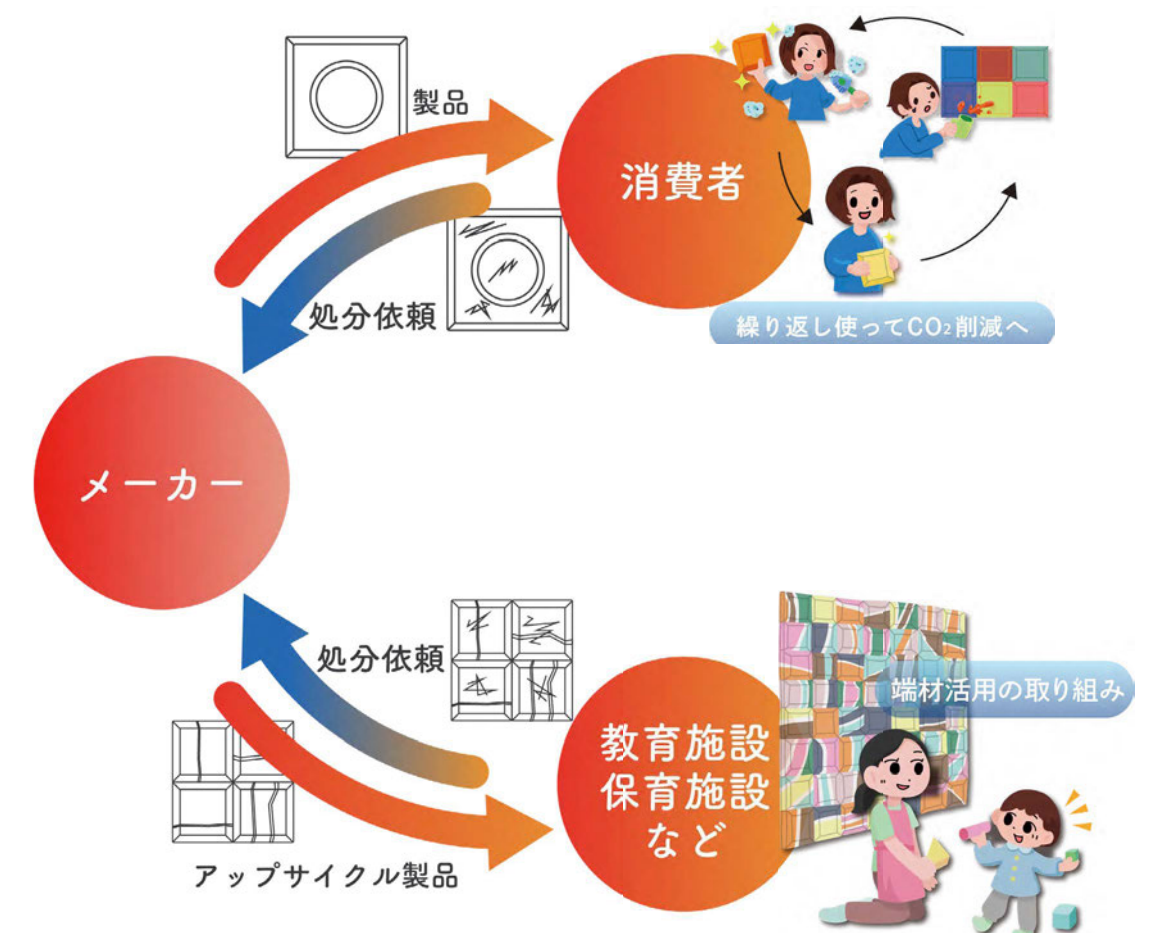 製品
消費者
処分依頼
繰り返し使ってCO₂削減へ
メーカー
処分依頼
端材活用の取り組み
教育施設
保育施設
など
アップサイクル製品